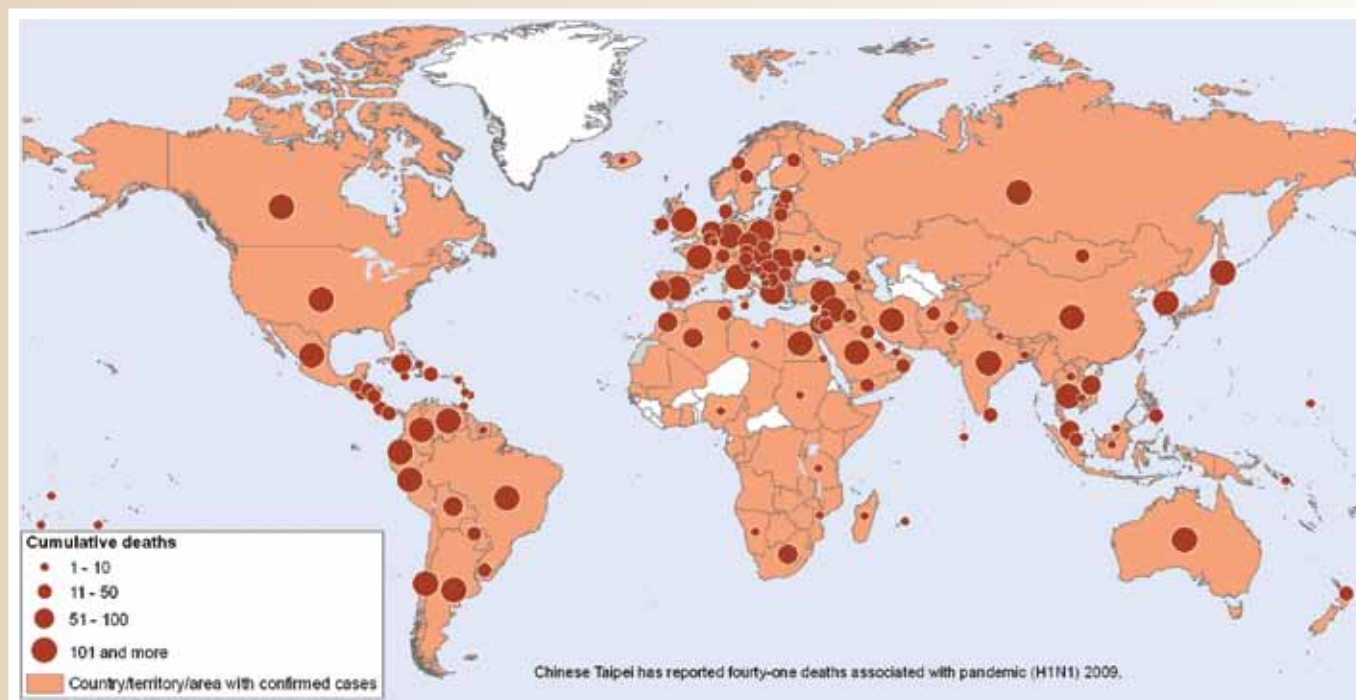 Cumulative deaths
1 - 10
11 - 50
51 - 100
101 and more
Country/territory/area with confirmed cases
Chinese Taipei has reported fourty-one deaths associated with pandemic (H1N1) 2009.